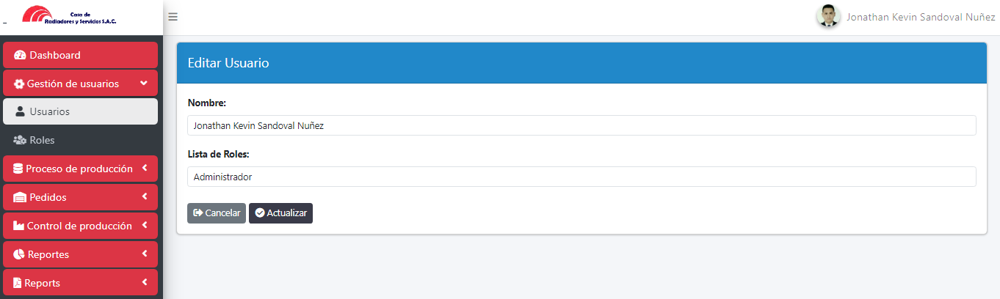 Casa de
Radiadores y Servicios S.A.C.
Jonathan Kevin Sandoval Nuñez
Dashboard
Gestión de usuarios
Usuarios
Roles
Proceso de producción
Pedidos
Control de producción
Reportes
Reports
Editar Usuario
Nombre:
Jonathan Kevin Sandoval Nuñez
Lista de Roles:
Administrador
Cancelar Actualizar